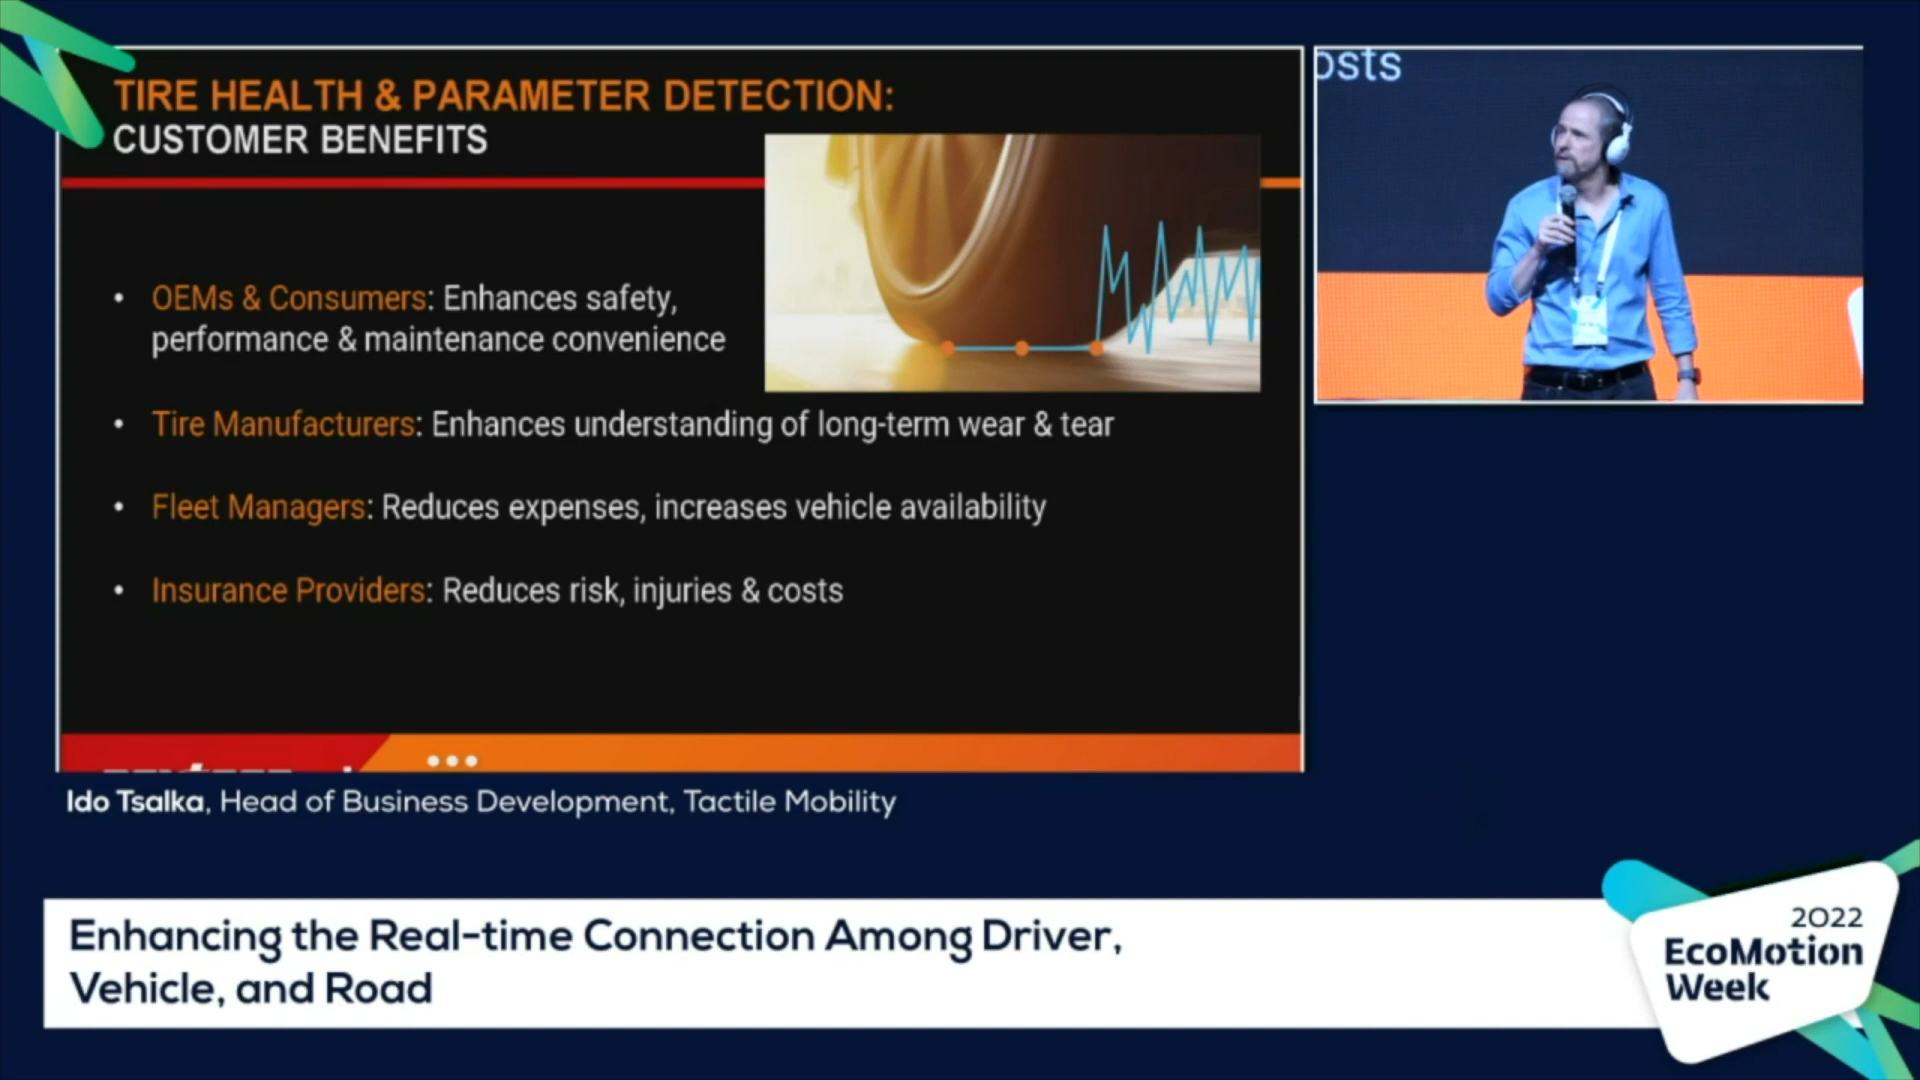 TIRE HEALTH & PARAMETER DETECTION:
CUSTOMER BENEFITS
• OEMs & Consumers: Enhances safety,
performance & maintenance convenience
• Tire Manufacturers: Enhances understanding of long-term wear & tear
• Fleet Managers: Reduces expenses, increases vehicle availability
• Insurance Providers: Reduces risk, injuries & costs
osts
Ido Tsalka, Head of Business Development, Tactile Mobility
Enhancing the Real-time Connection Among Driver,
Vehicle, and Road
2022
EcoMotion
Week